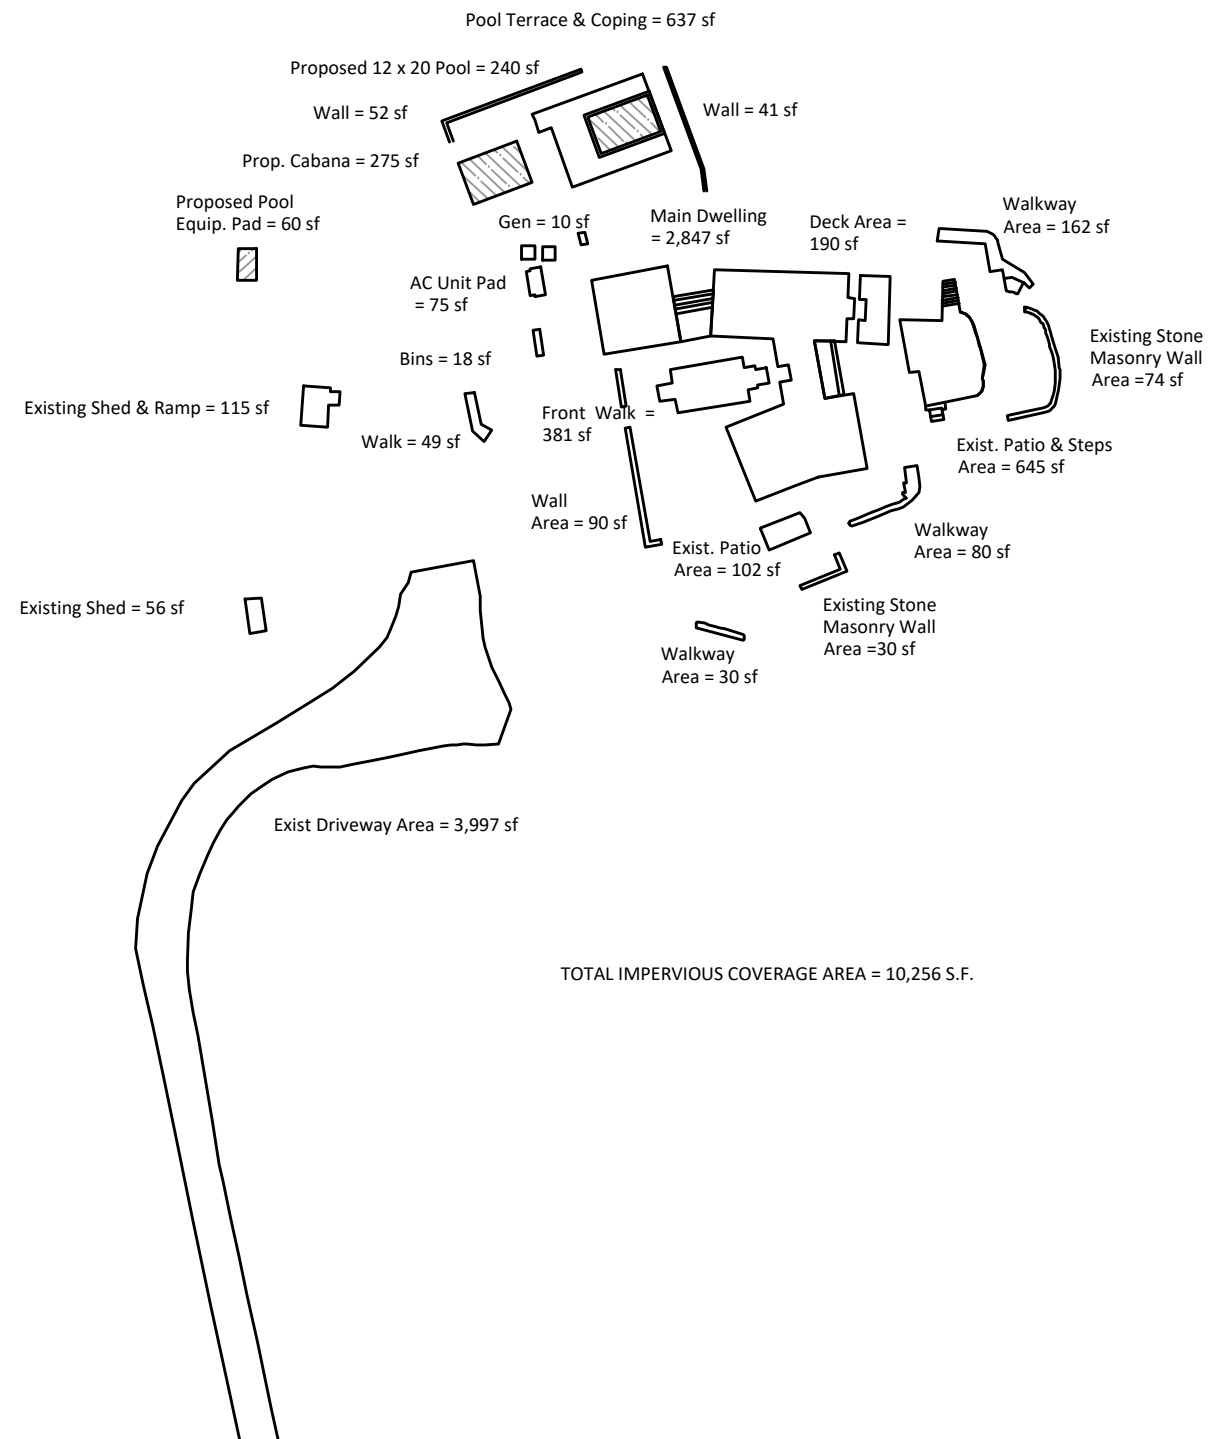 Pool Terrace & Coping = 637 sf
Proposed 12 x 20 Pool = 240 sf
Wall = 52 sf
Wall = 41 sf
Prop. Cabana = 275 sf
Proposed Pool
Equip. Pad = 60 sf
Gen = 10 sf
Main Dwelling
= 2,847 sf
Deck Area =
190 sf
Walkway
Area = 162 sf
AC Unit Pad
= 75 sf
Bins = 18 sf
Existing Stone
Masonry Wall
Area =74 sf
Existing Shed & Ramp = 115 sf
Walk = 49 sf
Front Walk =
381 sf
Exist. Patio & Steps
Area = 645 sf
Wall
Area = 90 sf
Exist. Patio
Area = 102 sf
Walkway
Area = 80 sf
Existing Shed = 56 sf
Existing Stone
Masonry Wall
Area =30 sf
Walkway
Area = 30 sf
Exist Driveway Area = 3,997 sf
TOTAL IMPERVIOUS COVERAGE AREA = 10,256 S.F.